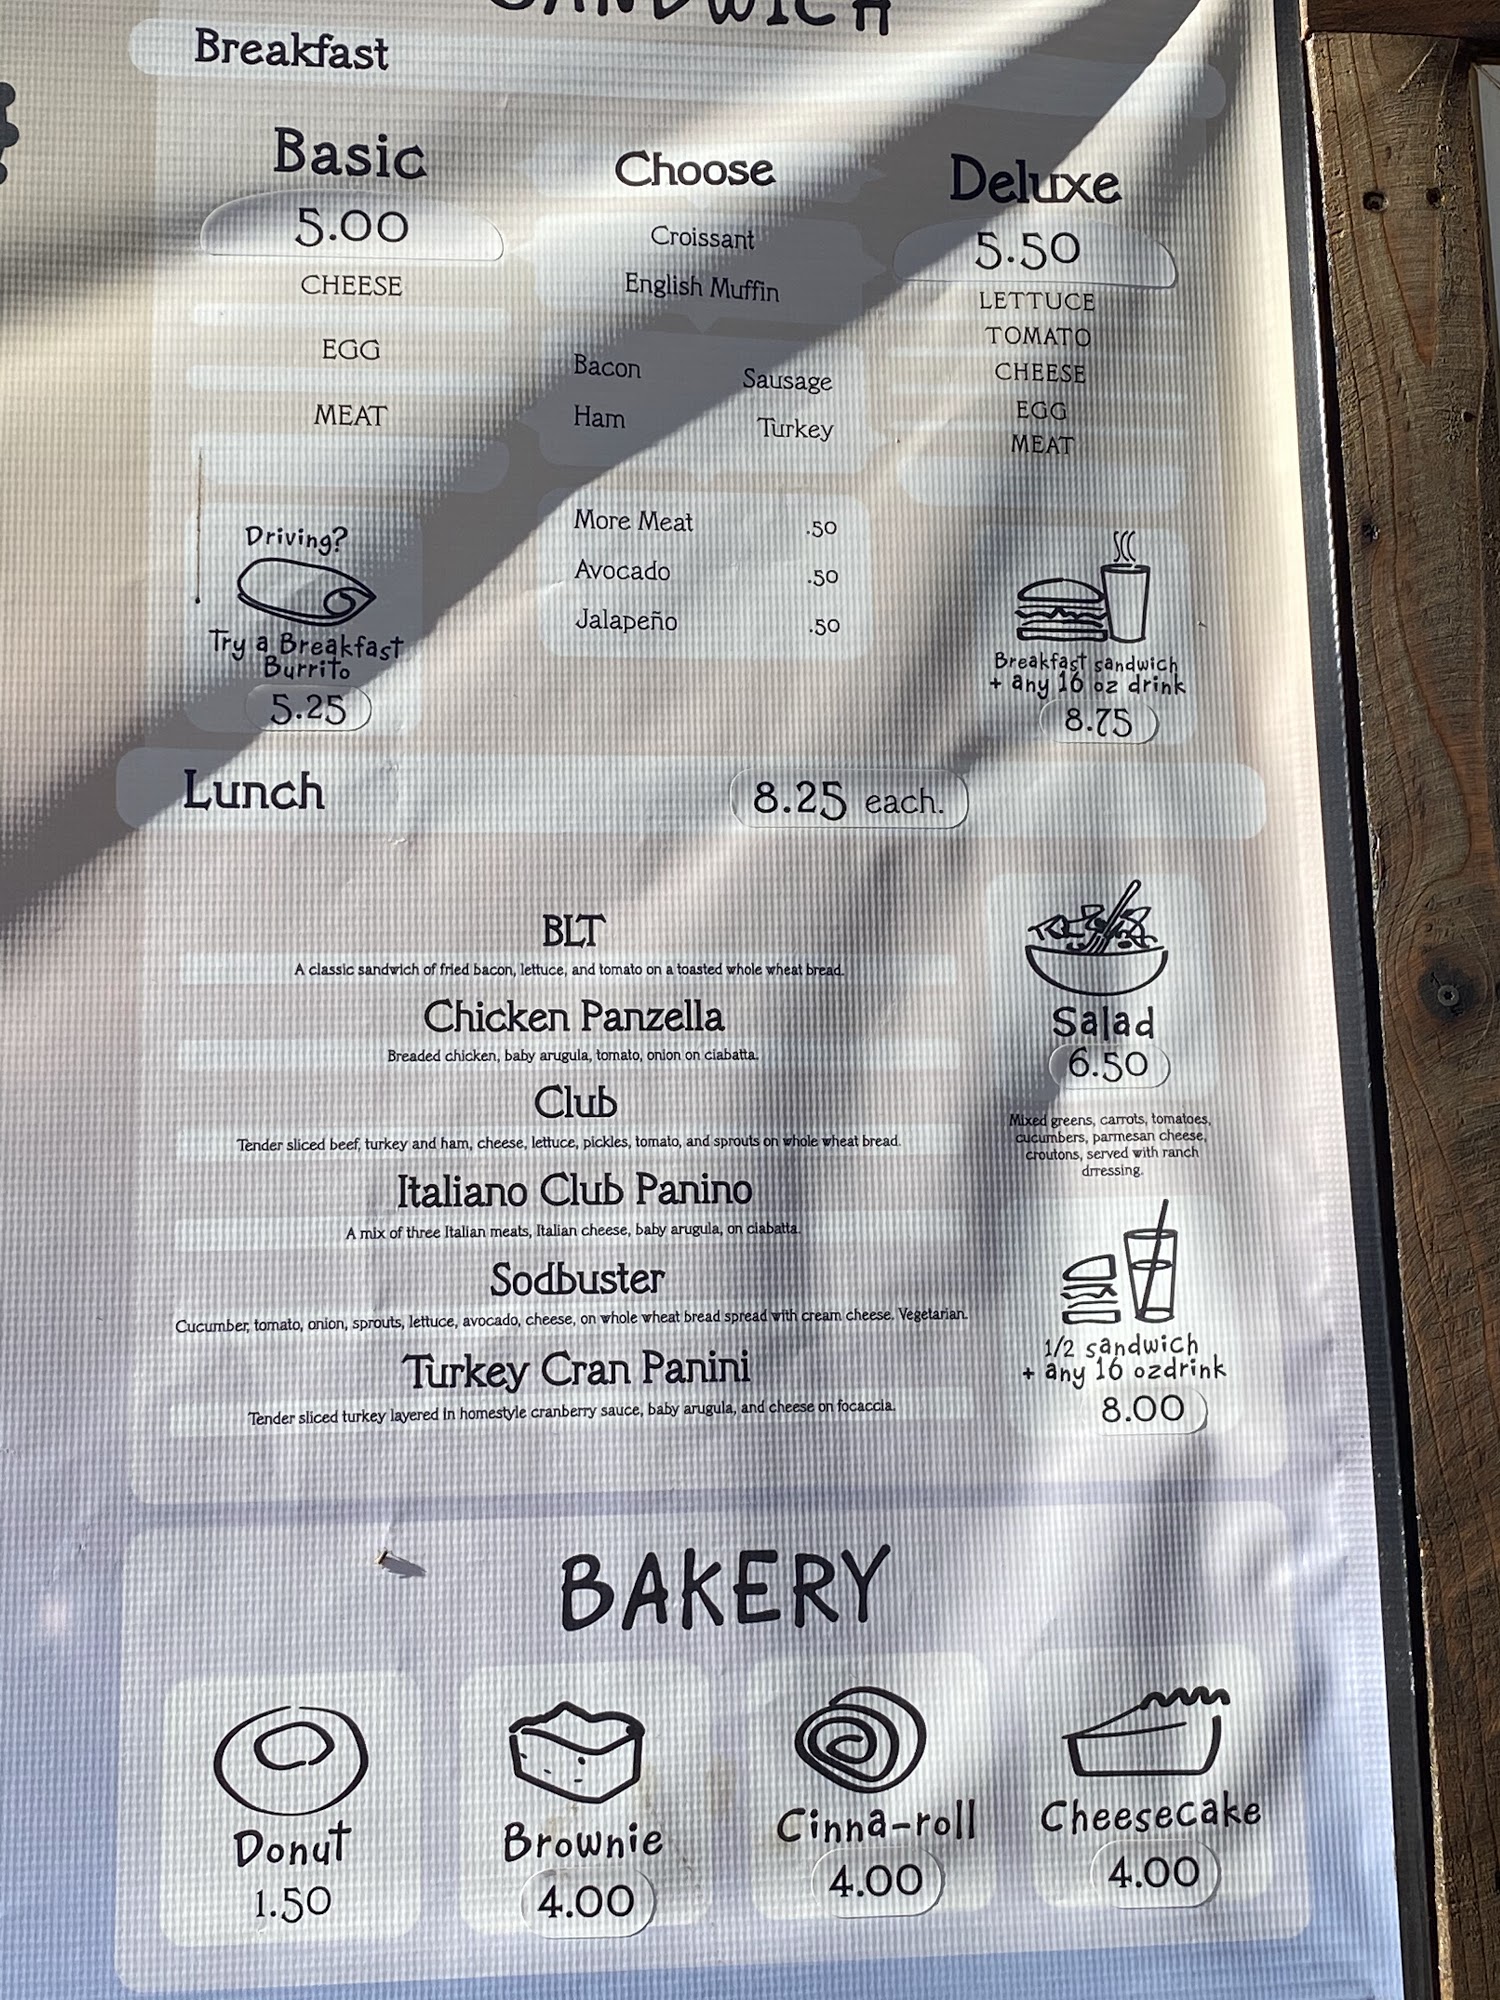 SANDWICH
Breakfast
Basic
5.00
CHEESE
EGG
MEAT
Choose
Croissant
English Muffin
Bacon Sausage
Ham Turkey
More Meat .50
Avocado .50
Jalapeño .50
Deluxe
5.50
LETTUCE
TOMATO
CHEESE
EGG
MEAT
Driving?
Try a Breakfast
Burrito
5.25
Breakfast sandwich
+ any 16 oz drink
8.75
Lunch 8.25 each.
BLT
A classic sandwich of fried bacon, lettuce, and tomato on a toasted whole wheat bread.
Chicken Panzella
Breaded chicken, baby arugula, tomato, onion on ciabatta.
Club
Tender sliced beef, turkey and ham, cheese, lettuce, pickles, tomato, and sprouts on whole wheat bread.
Italiano Club Panino
A mix of three Italian meats, Italian cheese, baby arugula, on ciabatta.
Sodbuster
Cucumber, tomato, onion, sprouts, lettuce, avocado, cheese, on whole wheat bread spread with cream cheese. Vegetarian.
Turkey Cran Panini
Tender sliced turkey layered in homestyle cranberry sauce, baby arugula, and cheese on focaccia.
Salad
6.50
Mixed greens, carrots, tomatoes,
cucumbers, parmesan cheese,
croutons, served with ranch
drressing.
1/2 sandwich
+ any 16 ozdrink
8.00
BAKERY
Donut
1.50
Brownie
4.00
Cinna-roll
4.00
Cheesecake
4.00